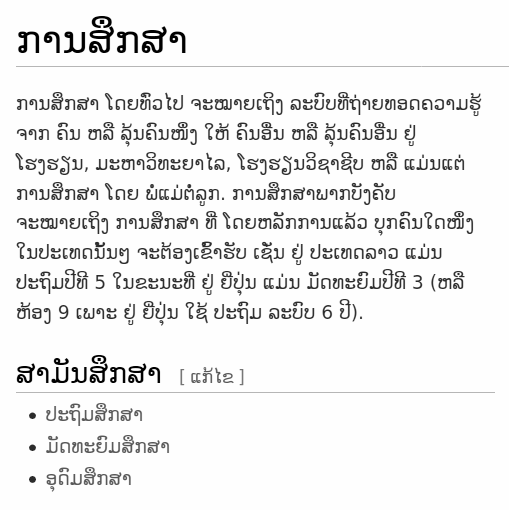 ການສຶກສາ
ການສຶກສາ ໂດຍທົ່ວໄປ ຈະໝາຍເຖິງ ລະບົບທີ່ຖ່າຍທອດຄວາມຮູ້
ຈາກ ຄົນ ຫລື ລຸ້ນຄົນໜຶ່ງ ໃຫ້ ຄົນອື່ນ ຫລື ລຸ້ນຄົນອື່ນ ຢູ່
ໂຮງຮຽນ, ມະຫາວິທະຍາໄລ, ໂຮງຮຽນວິຊາຊີບ ຫລື ແມ່ນແຕ່
ການສຶກສາ ໂດຍ ພໍ່ແມ່ຕໍ່ລູກ. ການສຶກສາພາກບັງຄັບ
ຈະໝາຍເຖິງ ການສຶກສາ ທີ່ ໂດຍຫລັກການແລ້ວ ບຸກຄົນໃດໜຶ່ງ
ໃນປະເທດນັ້ນໆ ຈະຕ້ອງເຂົ້າຮັບ ເຊັ່ນ ຢູ່ ປະເທດລາວ ແມ່ນ
ປະຖົມປີທີ 5 ໃນຂະນະທີ່ ຢູ່ ຍີ່ປຸ່ນ ແມ່ນ ມັດທະຍົມປີທີ 3 (ຫລື
ຫ້ອງ 9 ເພາະ ຢູ່ ຍີ່ປຸ່ນ ໃຊ້ ປະຖົມ ລະບົບ 6 ປີ).
ສາມັນສຶກສາ [ ແກ້ໄຂ ]
ປະຖົມສຶກສາ
ມັດທະຍົມສຶກສາ
ອຸດົມສຶກສາ